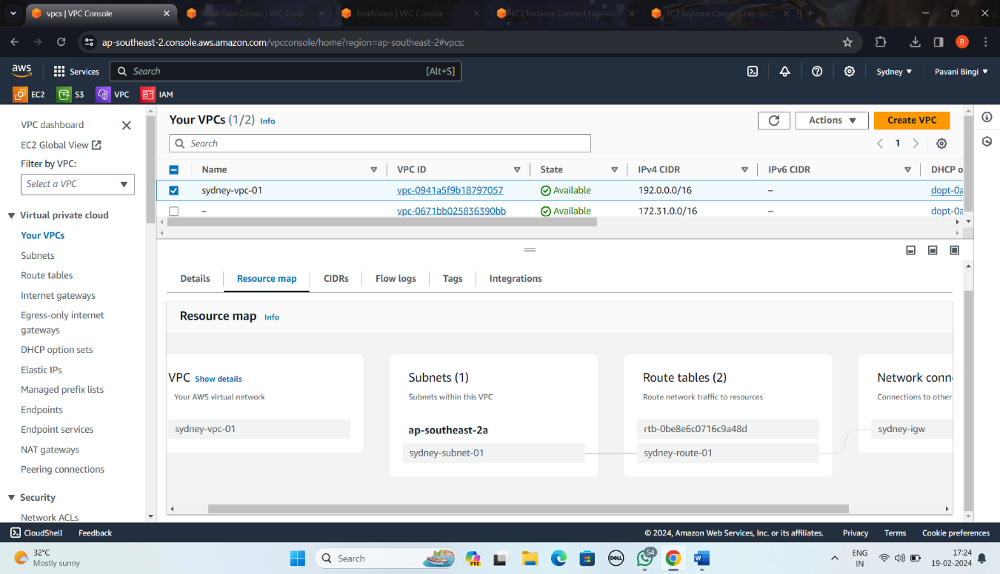 vpcs | VPC Console
RouteTableDetails | VPC Conso
EditRoutes | VPC Console
EC2 Instance Connect | ap-sou
EC2 Instance Connect | ap-sou
ap-southeast-2.console.aws.amazon.com/vpcconsole/home?region=ap-southeast-2#vpcs:
B
aws
Services
Search
[Alt+S]
Sydney
Pavani Bingi
EC2
S3
VPC
IAM
VPC dashboard
EC2 Global View
Filter by VPC:
Select a VPC
Virtual private cloud
Your VPCs
Subnets
Route tables
Internet gateways
Egress-only internet
gateways
DHCP option sets
Elastic IPs
Managed prefix lists
Endpoints
Endpoint services
NAT gateways
Peering connections
Security
Network ACLs
Your VPCs (1/2) Info
Actions
Create VPC
Search
1
Name VPC ID State IPv4 CIDR IPv6 CIDR DHCP o
sydney-vpc-01 vpc-0941a5f9b18797057 Available 192.0.0.0/16 – dopt-0a
– vpc-0671bb025836390bb Available 172.31.0.0/16 – dopt-0a
Details Resource map CIDRs Flow logs Tags Integrations
Resource map Info
VPC Show details
Your AWS virtual network
sydney-vpc-01
Subnets (1)
Subnets within this VPC
ap-southeast-2a
sydney-subnet-01
Route tables (2)
Route network traffic to resources
rtb-0be8e6c0716c9a48d
sydney-route-01
Network conn
Connections to other
sydney-igw
CloudShell Feedback © 2024, Amazon Web Services, Inc. or its affiliates. Privacy Terms Cookie preferences
32°C
Mostly sunny
Search
PRE
DELL
54
W
ENG
IN
17:24
19-02-2024